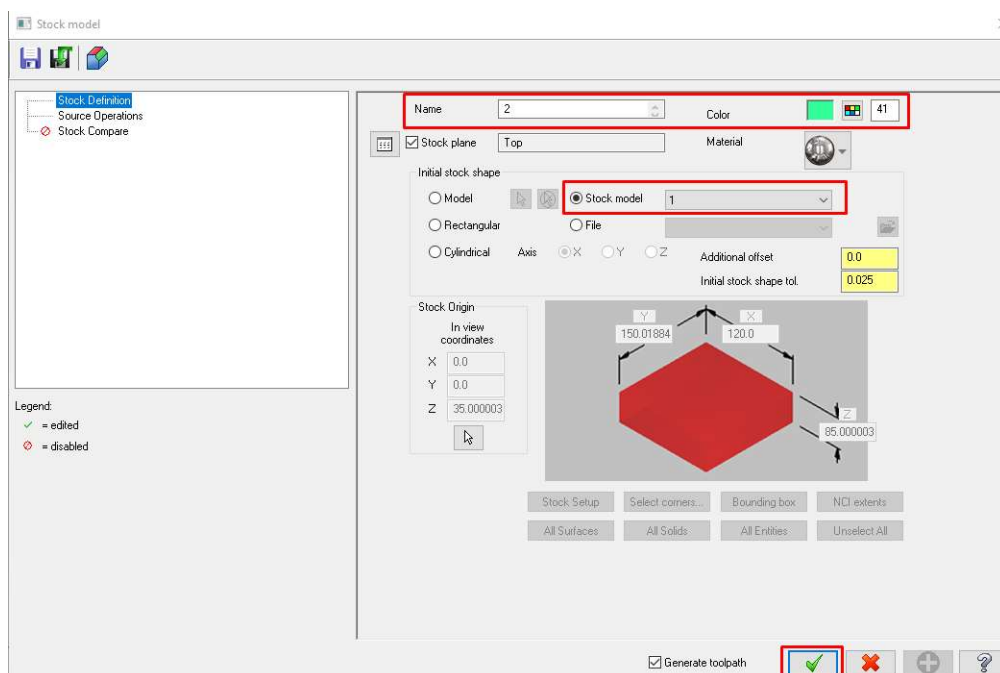 Stock model
Stock Definition
Source Operations
Stock Compare
Legend:
= edited
= disabled
Name 2 Color 41
Stock plane Top Material
Initial stock shape
Model Stock model 1
Rectangular File
Cylindrical Axis X Y Z Additional offset 0.0
Initial stock shape tol. 0.025
Stock Origin
In view
coordinates
X 0.0
Y 0.0
Z 35.000003
Y X
150.01884 120.0
Z
85.000003
Stock Setup Select corners... Bounding box NCI extents
All Surfaces All Solids All Entities Unselect All
Generate toolpath